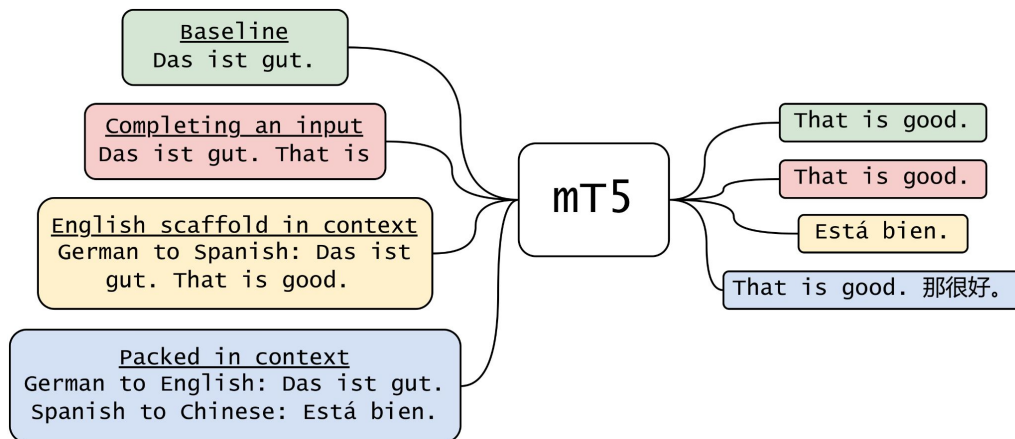 Baseline
Das ist gut.
Completing an input
Das ist gut. That is
English scaffold in context
German to Spanish: Das ist
gut. That is good.
Packed in context
German to English: Das ist gut.
Spanish to Chinese: Está bien.
mT5
That is good.
That is good.
Está bien.
That is good. 那很好。